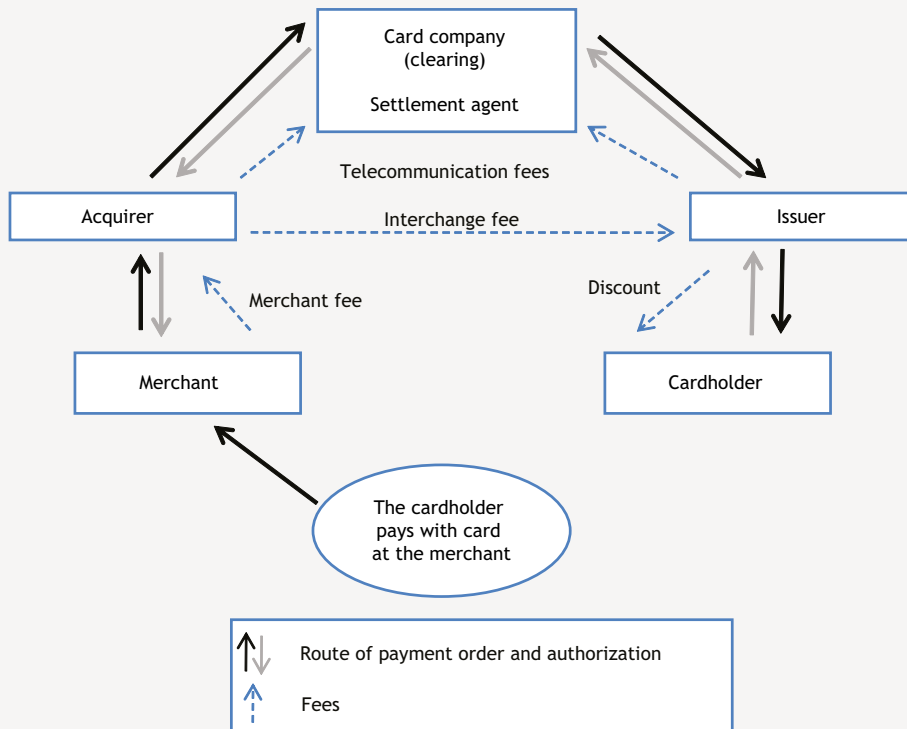 Card company
(clearing)
Settlement agent
Telecommunication fees
Acquirer
Interchange fee
Issuer
Merchant fee
Discount
Merchant
Cardholder
The cardholder
pays with card
at the merchant
Route of payment order and authorization
Fees